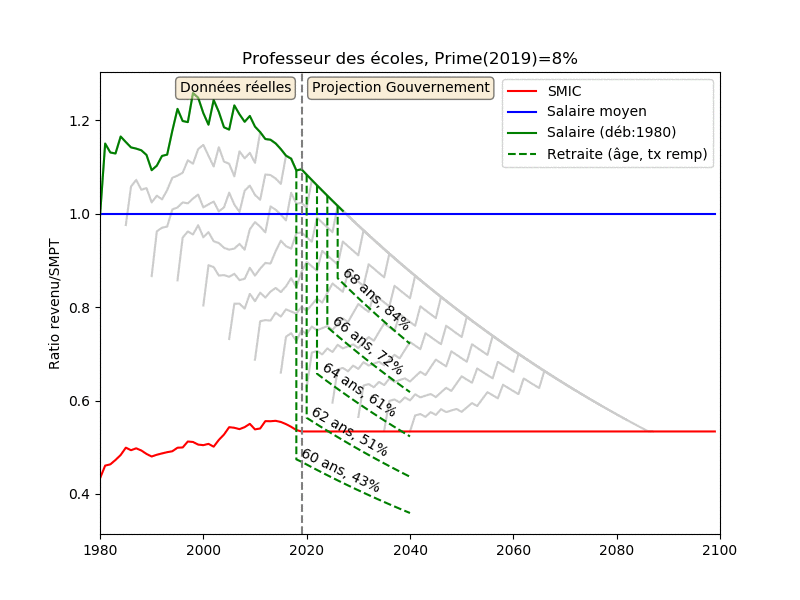 Professeur des écoles, Prime(2019)=8%
Données réelles
Projection Gouvernement
SMIC
Salaire moyen
Salaire (déb:1980)
Retraite (âge, tx remp)
Ratio revenu/SMPT
1.2
1.0
0.8
0.6
0.4
68 ans, 84%
66 ans, 72%
64 ans, 61%
62 ans, 51%
60 ans, 43%
1980
2000
2020
2040
2060
2080
2100